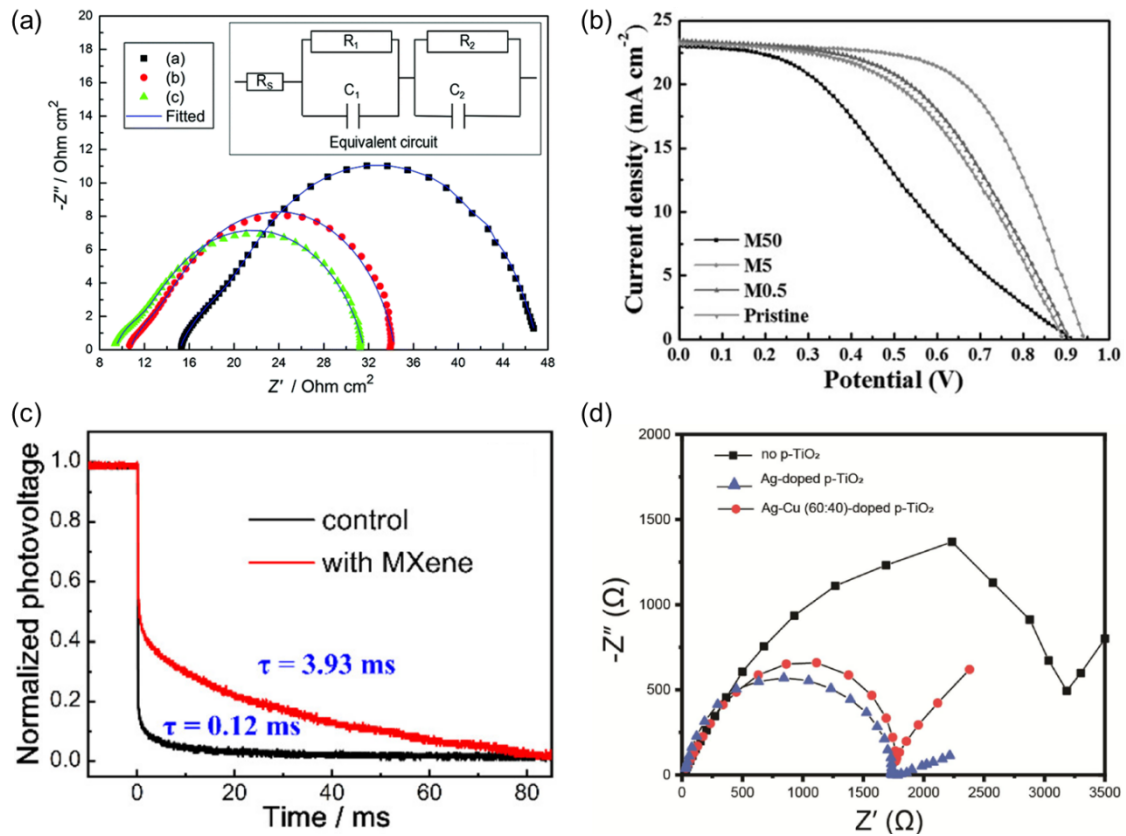 (a)
20
18
16
14
12
10
8
6
4
2
0
-Z″ / Ohm cm²
(a)
(b)
(c)
Fitted
Rs
R₁
R₂
C₁
C₂
Equivalent circuit
8 12 16 20 24 28 32 36 40 44 48
Z′ / Ohm cm²
(b)
25
20
15
10
5
0
Current density (mA cm⁻²)
M50
M5
M0.5
Pristine
0.0 0.1 0.2 0.3 0.4 0.5 0.6 0.7 0.8 0.9 1.0
Potential (V)
(c)
1.0
0.8
0.6
0.4
0.2
0.0
Normalized photovoltage
control
with MXene
τ = 3.93 ms
τ = 0.12 ms
0 20 40 60 80
Time / ms
(d)
2000
1500
1000
500
0
-Z″ (Ω)
no p-TiO₂
Ag-doped p-TiO₂
Ag-Cu (60:40)-doped p-TiO₂
0 500 1000 1500 2000 2500 3000 3500
Z′ (Ω)